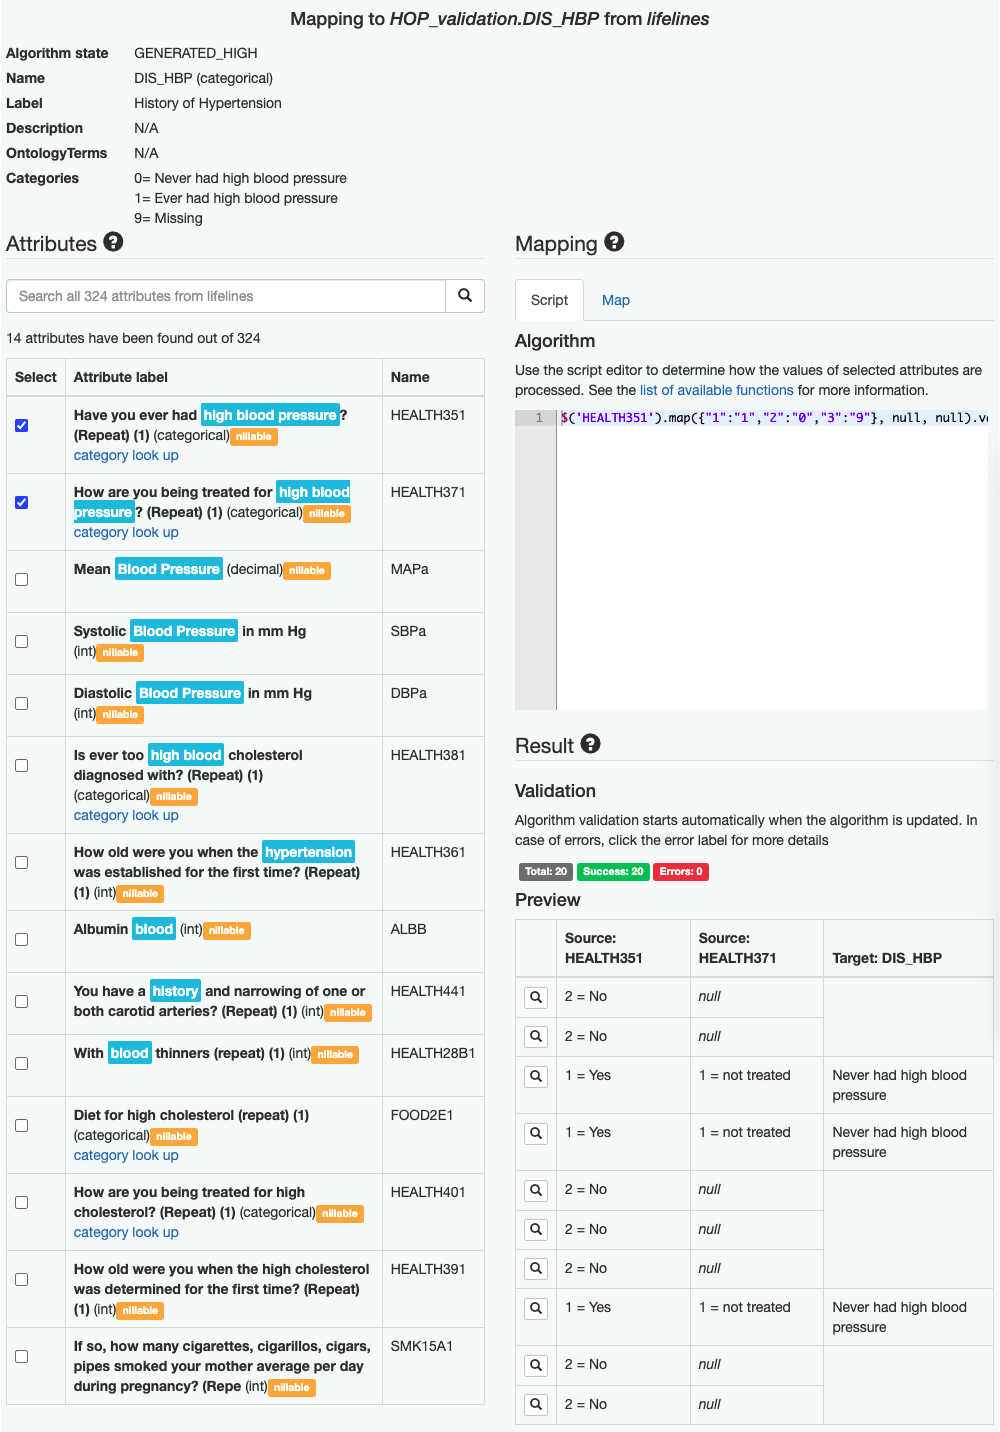 Mapping to HOP_validation.DIS_HBP from lifelines
Algorithm state GENERATED_HIGH
Name DIS_HBP (categorical)
Label History of Hypertension
Description N/A
OntologyTerms N/A
Categories 0= Never had high blood pressure
1= Ever had high blood pressure
9= Missing
Attributes ?
Search all 324 attributes from lifelines
14 attributes have been found out of 324
Select Attribute label Name
Have you ever had high blood pressure? HEALTH351
(Repeat) (1) (categorical) nillable
category look up
How are you being treated for high blood HEALTH371
pressure? (Repeat) (1) (categorical) nillable
category look up
Mean Blood Pressure (decimal) nillable MAPa
Systolic Blood Pressure in mm Hg SBPa
(int) nillable
Diastolic Blood Pressure in mm Hg DBPa
(int) nillable
Is ever too high blood cholesterol HEALTH381
diagnosed with? (Repeat) (1)
(categorical) nillable
category look up
How old were you when the hypertension HEALTH361
was established for the first time? (Repeat)
(1) (int) nillable
Albumin blood (int) nillable ALBB
You have a history and narrowing of one or HEALTH441
both carotid arteries? (Repeat) (1) (int) nillable
With blood thinners (repeat) (1) (int) nillable HEALTH28B1
Diet for high cholesterol (repeat) (1) FOOD2E1
(categorical) nillable
category look up
How are you being treated for high HEALTH401
cholesterol? (Repeat) (1) (categorical) nillable
category look up
How old were you when the high cholesterol HEALTH391
was determined for the first time? (Repeat)
(1) (int) nillable
If so, how many cigarettes, cigarillos, cigars, SMK15A1
pipes smoked your mother average per day
during pregnancy? (Repe (int) nillable
Mapping ?
Script Map
Algorithm
Use the script editor to determine how the values of selected attributes are
processed. See the list of available functions for more information.
1 $('HEALTH351').map({"1":"1","2":"0","3":"9"}, null, null).v
Result ?
Validation
Algorithm validation starts automatically when the algorithm is updated. In
case of errors, click the error label for more details
Total: 20 Success: 20 Errors: 0
Preview
Source: Source:
HEALTH351 HEALTH371 Target: DIS_HBP
2 = No null
2 = No null
1 = Yes 1 = not treated Never had high blood
pressure
1 = Yes 1 = not treated Never had high blood
pressure
2 = No null
2 = No null
2 = No null
1 = Yes 1 = not treated Never had high blood
pressure
2 = No null
2 = No null